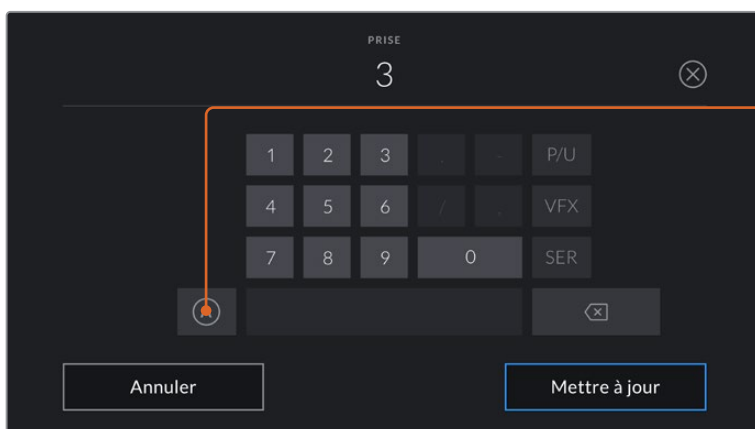 PRISE
3
1 2 3 . - P/U
4 5 6 / , VFX
7 8 9 0 SER
Annuler Mettre à jour